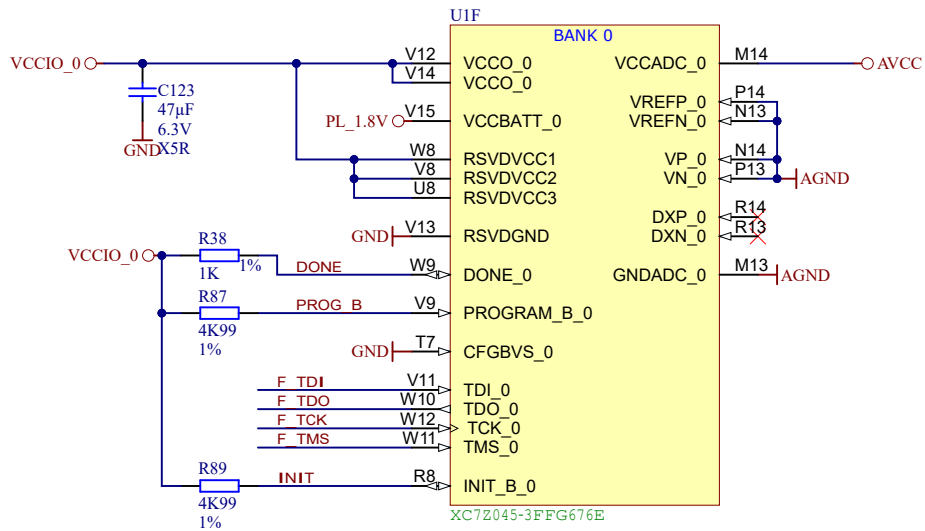 U1F
BANK 0
VCCIO_0
V12
VCCO_0
VCCADC_0
M14
AVCC
V14
VCCO_0
C123
47µF
6.3V
X5R
GND
VREFP_0
P14
PL_1.8V
V15
VCCBATT_0
VREFN_0
N13
W8
RSVDVCC1
VP_0
N14
V8
RSVDVCC2
VN_0
P13
AGND
U8
RSVDVCC3
DXP_0
R14
GND
V13
RSVDGND
DXN_0
R13
VCCIO_0
R38
1K
1%
DONE
W9
DONE_0
GNDADC_0
M13
AGND
R87
4K99
1%
PROG_B
V9
PROGRAM_B_0
GND
T7
CFGBVS_0
F_TDI
V11
TDI_0
F_TDO
W10
TDO_0
F_TCK
W12
TCK_0
F_TMS
W11
TMS_0
R89
4K99
1%
INIT
R8
INIT_B_0
XC7Z045-3FFG676E